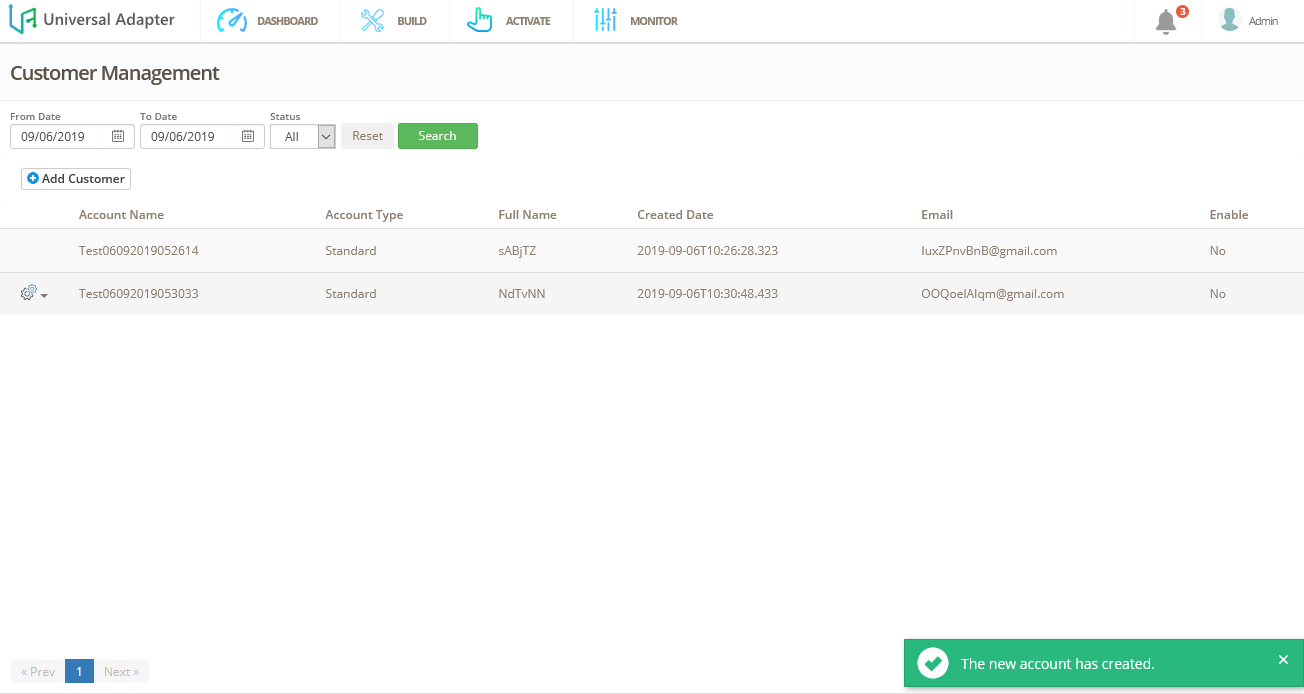 Universal Adapter DASHBOARD BUILD ACTIVATE MONITOR 3 Admin
Customer Management
From Date To Date Status
09/06/2019 09/06/2019 All Reset Search
Add Customer
Account Name Account Type Full Name Created Date Email Enable
Test06092019052614 Standard sABjTZ 2019-09-06T10:26:28.323 IuxZPnvBnB@gmail.com No
Test06092019053033 Standard NdTvNN 2019-09-06T10:30:48.433 OOQoelAIqm@gmail.com No
« Prev 1 Next »
The new account has created.